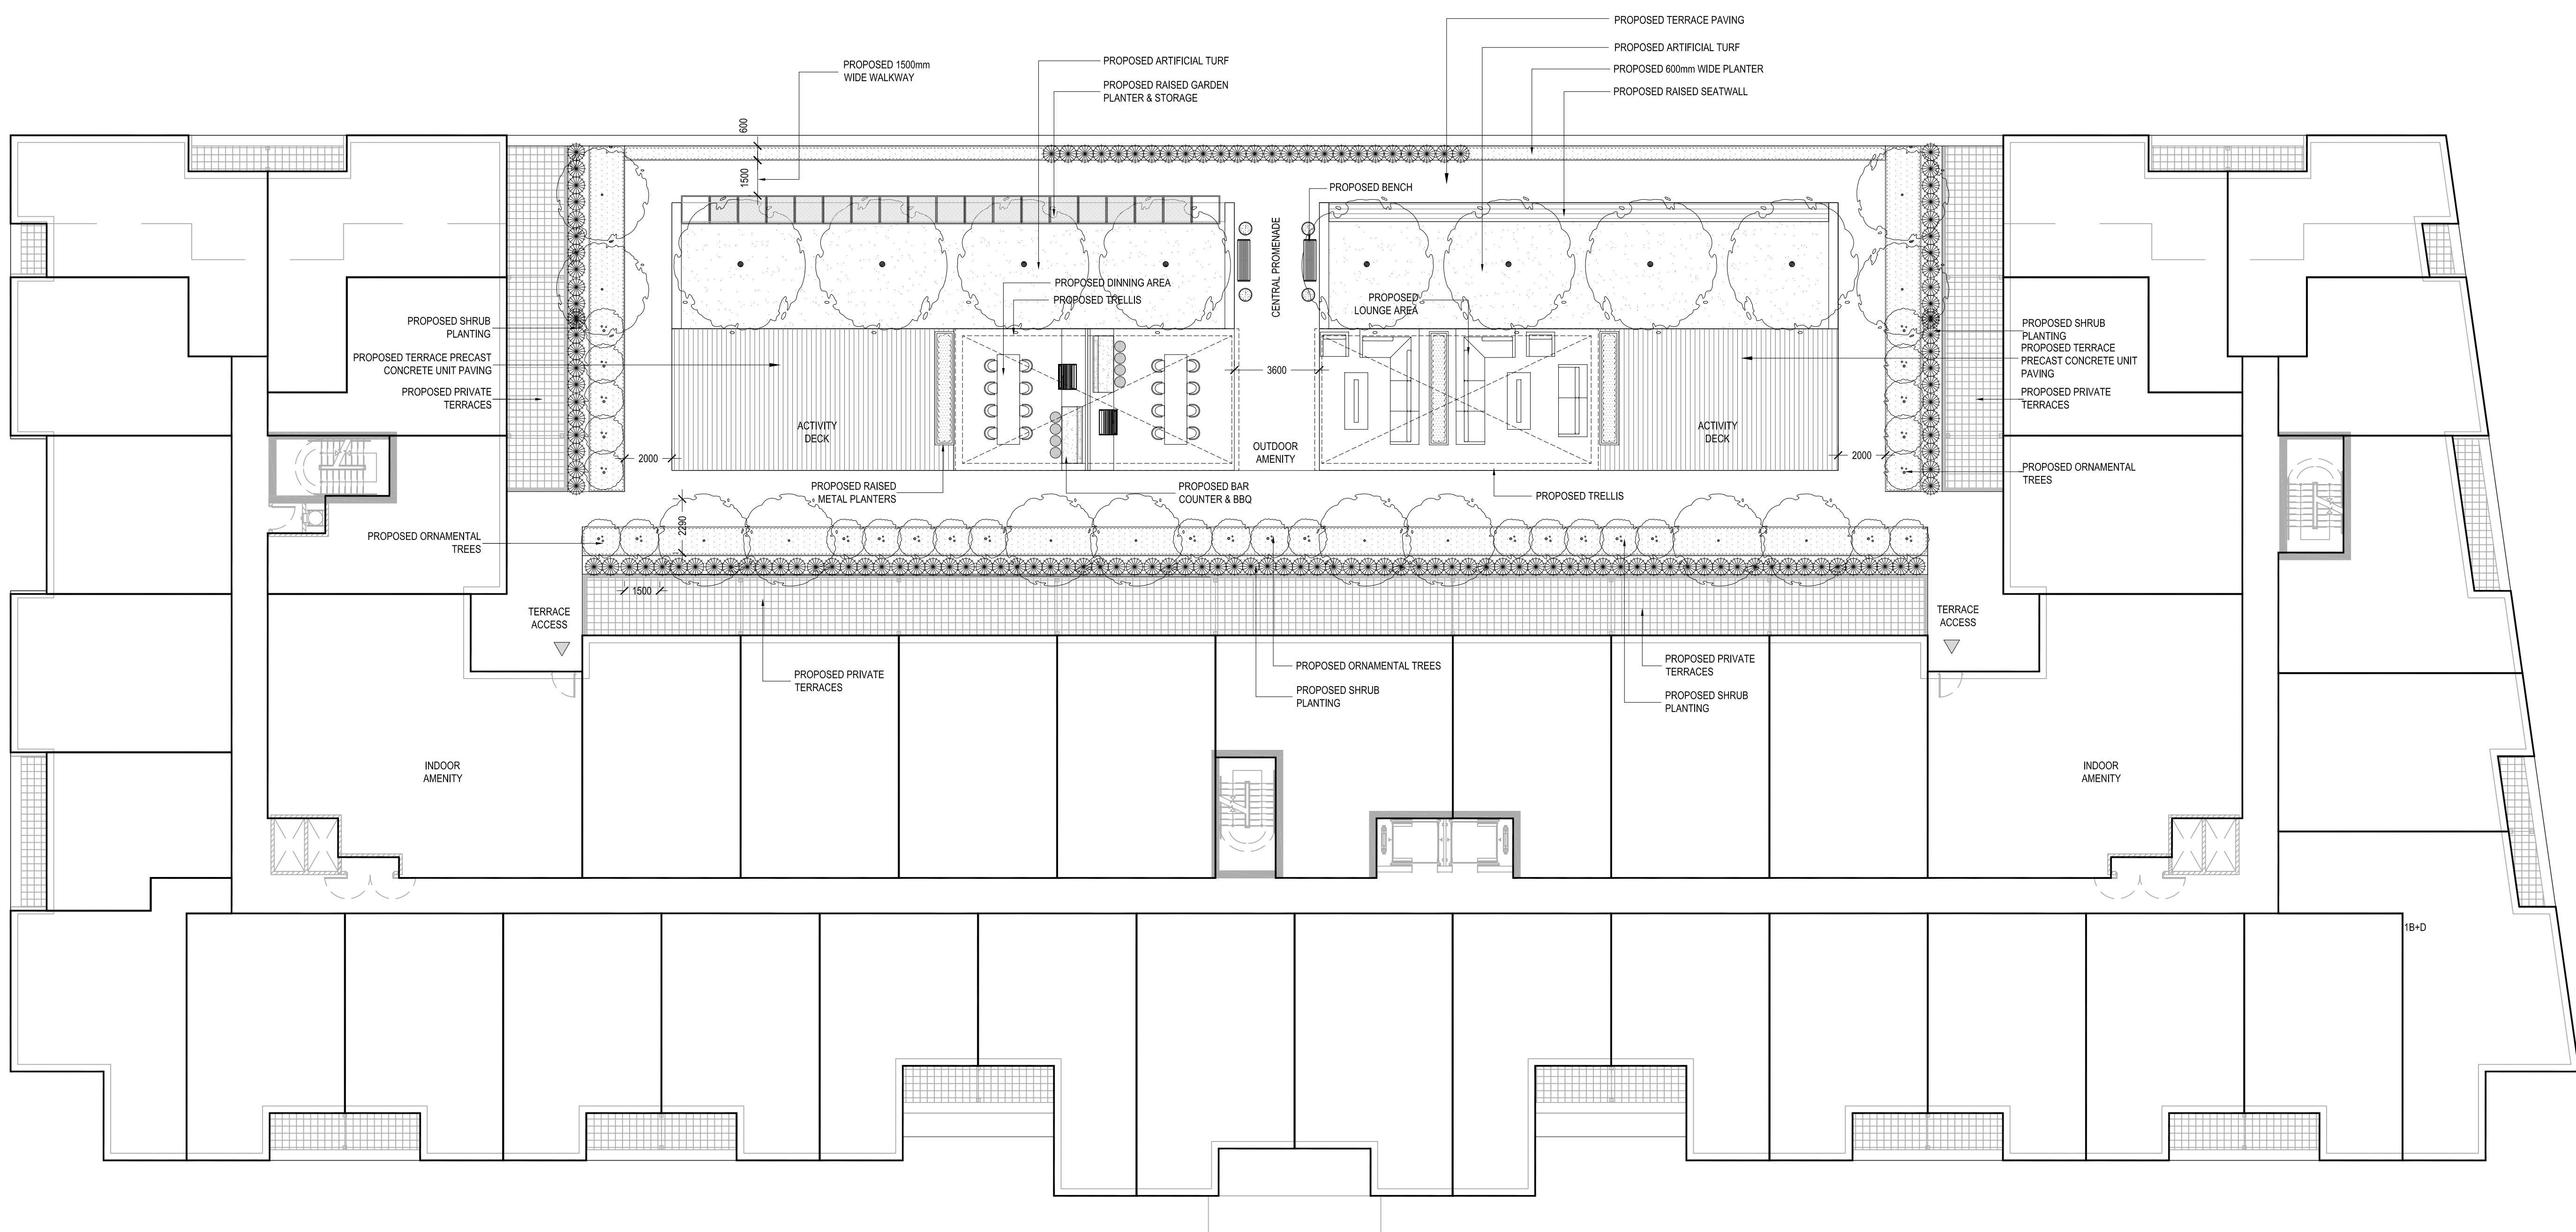 PROPOSED TERRACE PAVING
PROPOSED ARTIFICIAL TURF
PROPOSED 600mm WIDE PLANTER
PROPOSED RAISED SEATWALL
PROPOSED 1500mm
WIDE WALKWAY
PROPOSED ARTIFICIAL TURF
PROPOSED RAISED GARDEN
PLANTER & STORAGE
600
1500
PROPOSED BENCH
CENTRAL PROMENADE
PROPOSED DINNING AREA
PROPOSED TRELLIS
PROPOSED
LOUNGE AREA
PROPOSED SHRUB
PLANTING
PROPOSED TERRACE PRECAST
CONCRETE UNIT PAVING
PROPOSED PRIVATE
TERRACES
3600
PROPOSED SHRUB
PLANTING
PROPOSED TERRACE
PRECAST CONCRETE UNIT
PAVING
PROPOSED PRIVATE
TERRACES
ACTIVITY
DECK
OUTDOOR
AMENITY
ACTIVITY
DECK
2000
2000
PROPOSED ORNAMENTAL
TREES
PROPOSED RAISED
METAL PLANTERS
PROPOSED BAR
COUNTER & BBQ
PROPOSED TRELLIS
2290
PROPOSED ORNAMENTAL
TREES
1500
TERRACE
ACCESS
TERRACE
ACCESS
PROPOSED PRIVATE
TERRACES
PROPOSED ORNAMENTAL TREES
PROPOSED SHRUB
PLANTING
PROPOSED PRIVATE
TERRACES
PROPOSED SHRUB
PLANTING
INDOOR
AMENITY
INDOOR
AMENITY
1B+D